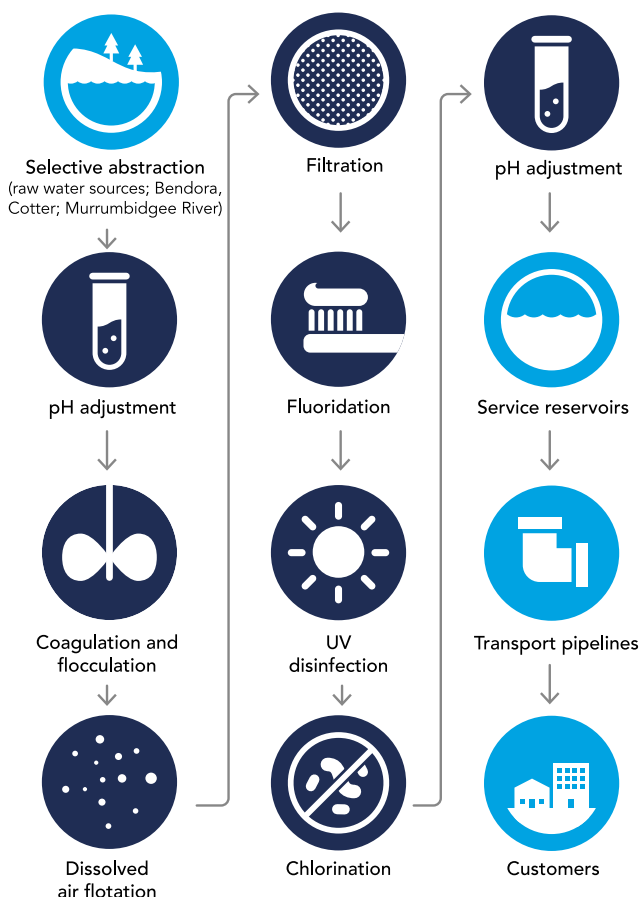 Selective abstraction
(raw water sources; Bendora,
Cotter; Murrumbidgee River)
pH adjustment
Coagulation and
flocculation
Dissolved
air flotation
Filtration
Fluoridation
UV
disinfection
Chlorination
pH adjustment
Service reservoirs
Transport pipelines
Customers